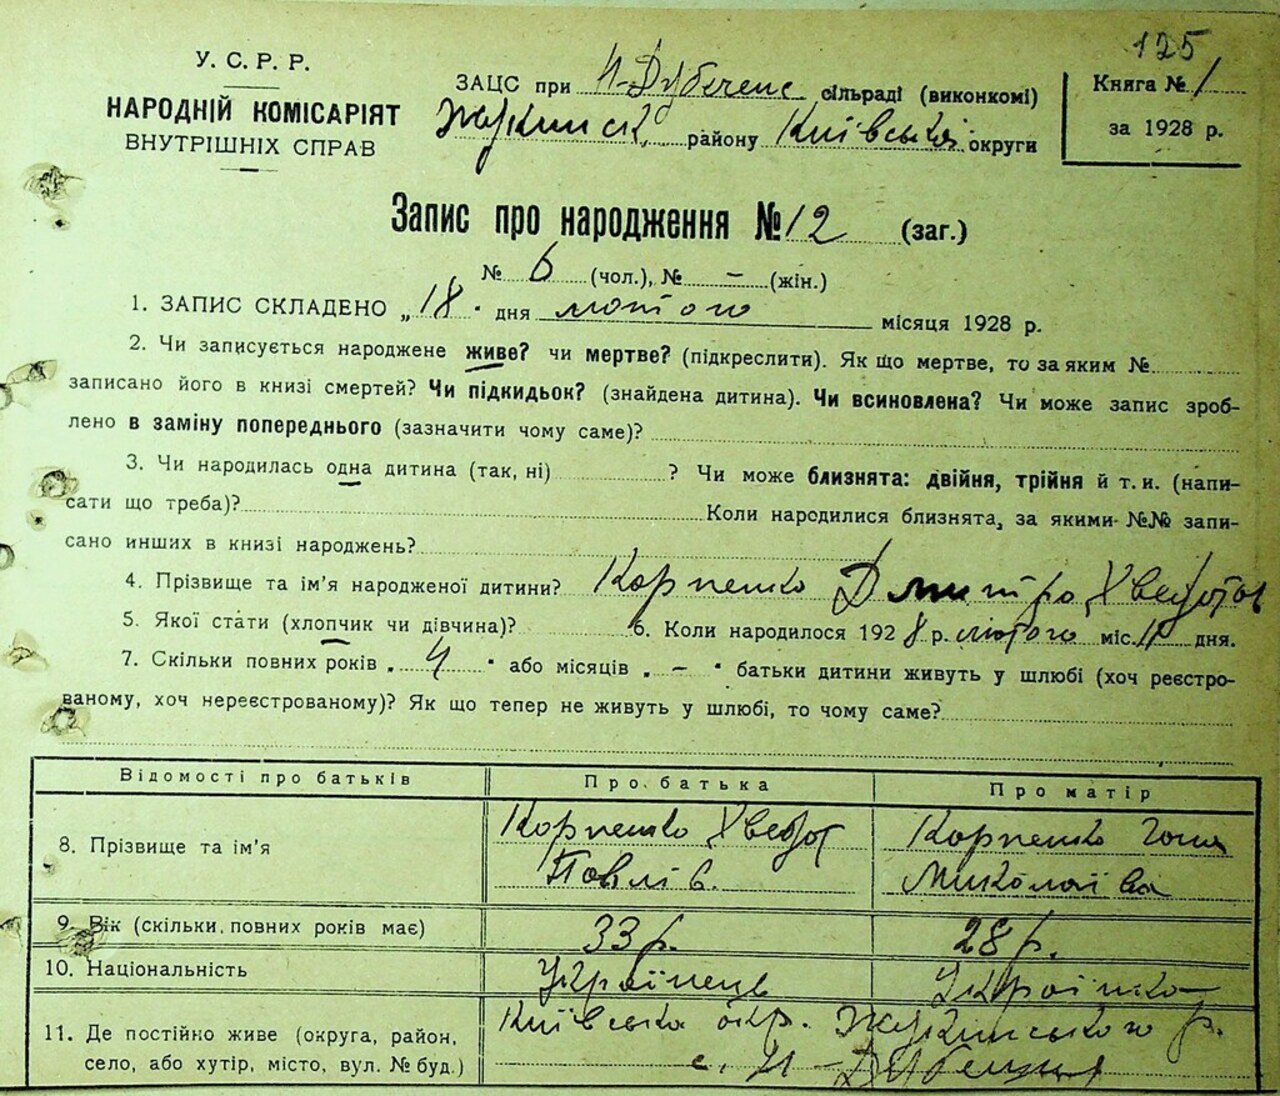 125
У. С. Р. Р.
НАРОДНІЙ КОМІСАРІЯТ
ВНУТРІШНІХ СПРАВ
ЗАЦС при Н-Дубеченс сільраді (виконкомі)
Жукинськ. району Київської округи
Книга № 1
за 1928 р.
Запис про народження № 12 (заг.)
№ 6 (чол.), № – (жін.)
1. ЗАПИС СКЛАДЕНО „18" дня лютого місяця 1928 р.
2. Чи записується народжене живе? чи мертве? (підкреслити). Як що мертве, то за яким №
записано його в книзі смертей? Чи підкидьок? (знайдена дитина). Чи всиновлена? Чи може запис зроб-
лено в заміну попереднього (зазначити чому саме)?
3. Чи народилась одна дитина (так, ні) ? Чи може близнята: двійня, трійня й т. и. (напи-
сати що треба)? Коли народилися близнята, за якими №№ запи-
сано инших в книзі народжень?
4. Прізвище та ім'я народженої дитини? Корпенко Дмитро Хведотов
5. Якої стати (хлопчик чи дівчина)? 6. Коли народилося 1928 р. лютого міс. 11 дня.
7. Скільки повних років „4" або місяців „–" батьки дитини живуть у шлюбі (хоч реєстро-
ваному, хоч нереєстрованому)? Як що тепер не живуть у шлюбі, то чому саме?
Відомості про батьків Про батька Про матір
8. Прізвище та ім'я Корпенко Хведот Корпенко
Павлів. Миколаївна
9. Вік (скільки повних років має) 33 р. 28 р.
10. Національність Українець Українка
11. Де постійно живе (округа, район, Київська окр. Жукинського р.
село, або хутір, місто, вул. № буд.) с. Н-Дубечня